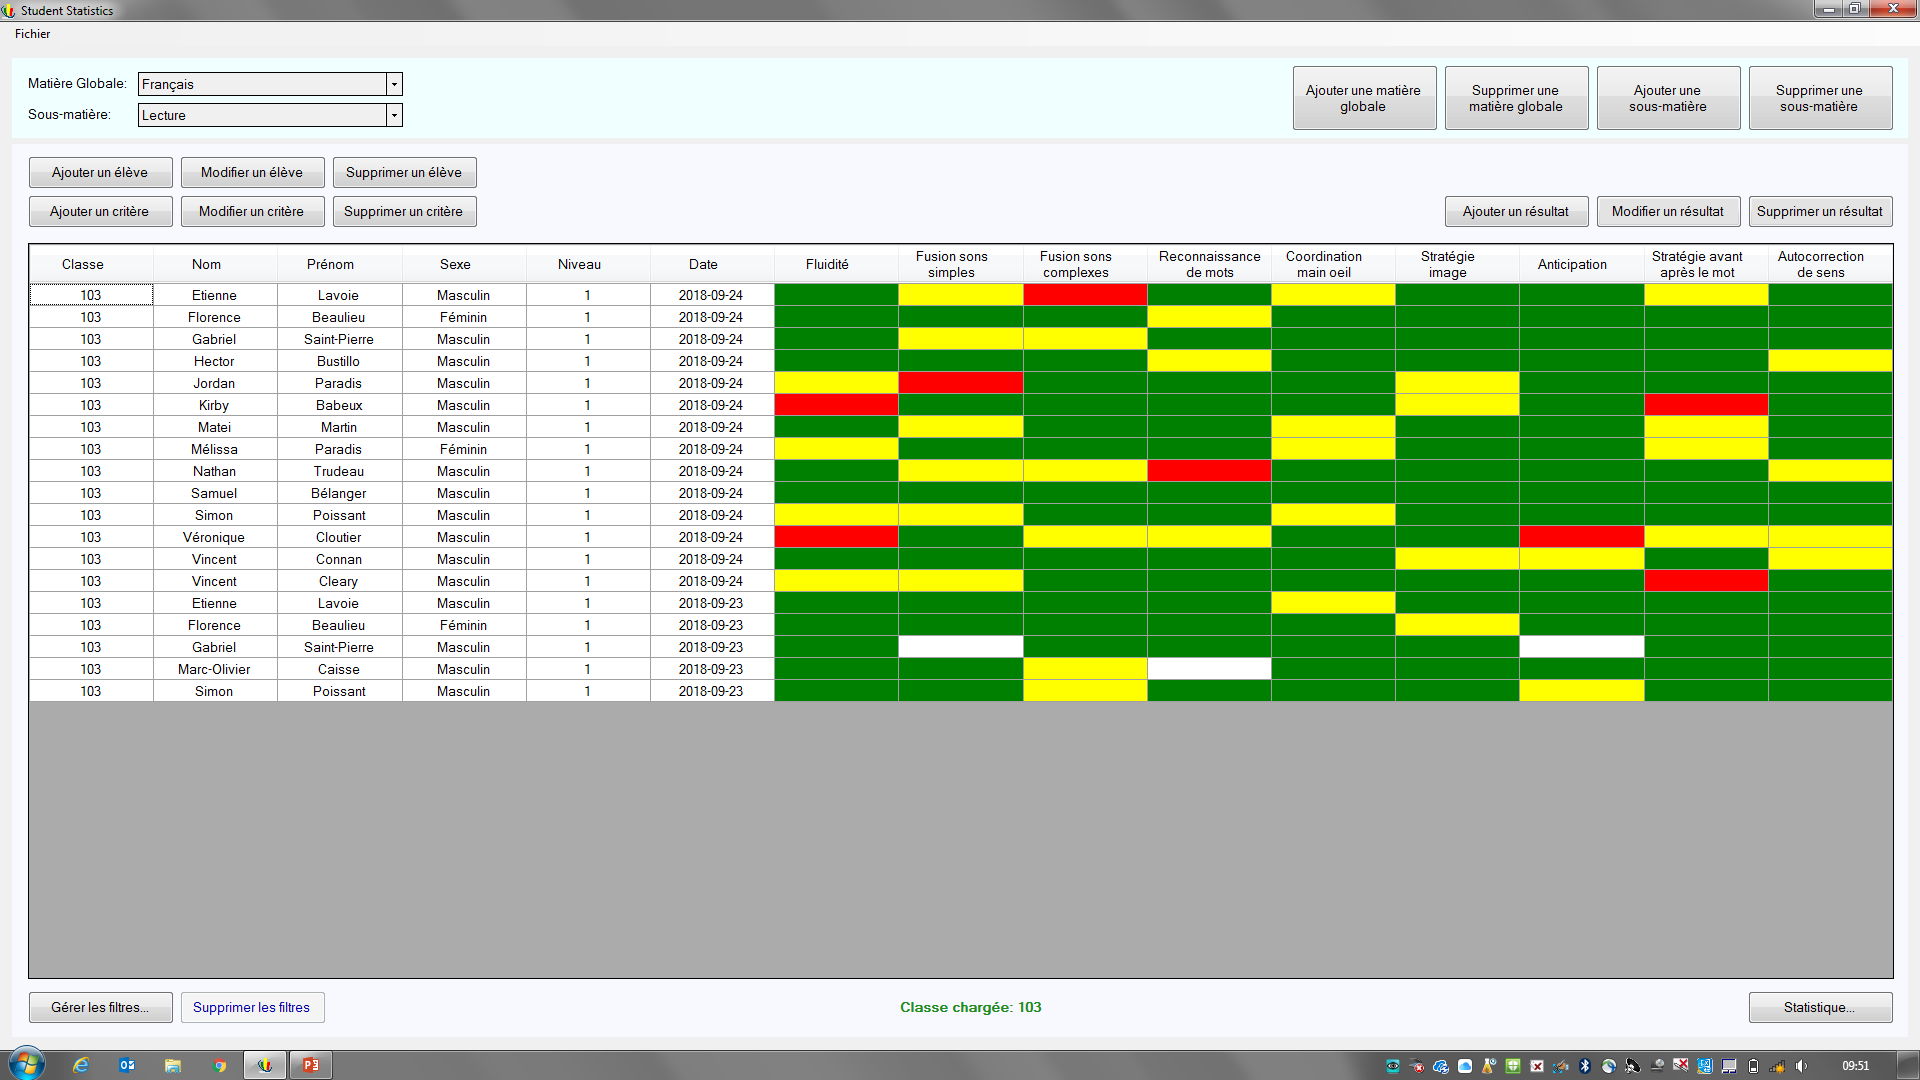 Student Statistics
Fichier
Matière Globale: Français
Sous-matière: Lecture
Ajouter une matière globale
Supprimer une matière globale
Ajouter une sous-matière
Supprimer une sous-matière
Ajouter un élève Modifier un élève Supprimer un élève
Ajouter un critère Modifier un critère Supprimer un critère
Ajouter un résultat Modifier un résultat Supprimer un résultat
Classe Nom Prénom Sexe Niveau Date Fluidité Fusion sons simples Fusion sons complexes Reconnaissance de mots Coordination main oeil Stratégie image Anticipation Stratégie avant après le mot Autocorrection de sens
103 Etienne Lavoie Masculin 1 2018-09-24
103 Florence Beaulieu Féminin 1 2018-09-24
103 Gabriel Saint-Pierre Masculin 1 2018-09-24
103 Hector Bustillo Masculin 1 2018-09-24
103 Jordan Paradis Masculin 1 2018-09-24
103 Kirby Babeux Masculin 1 2018-09-24
103 Matei Martin Masculin 1 2018-09-24
103 Mélissa Paradis Féminin 1 2018-09-24
103 Nathan Trudeau Masculin 1 2018-09-24
103 Samuel Bélanger Masculin 1 2018-09-24
103 Simon Poissant Masculin 1 2018-09-24
103 Véronique Cloutier Masculin 1 2018-09-24
103 Vincent Connan Masculin 1 2018-09-24
103 Vincent Cleary Masculin 1 2018-09-24
103 Etienne Lavoie Masculin 1 2018-09-23
103 Florence Beaulieu Féminin 1 2018-09-23
103 Gabriel Saint-Pierre Masculin 1 2018-09-23
103 Marc-Olivier Caisse Masculin 1 2018-09-23
103 Simon Poissant Masculin 1 2018-09-23
Gérer les filtres... Supprimer les filtres Classe chargée: 103 Statistique...
09:51